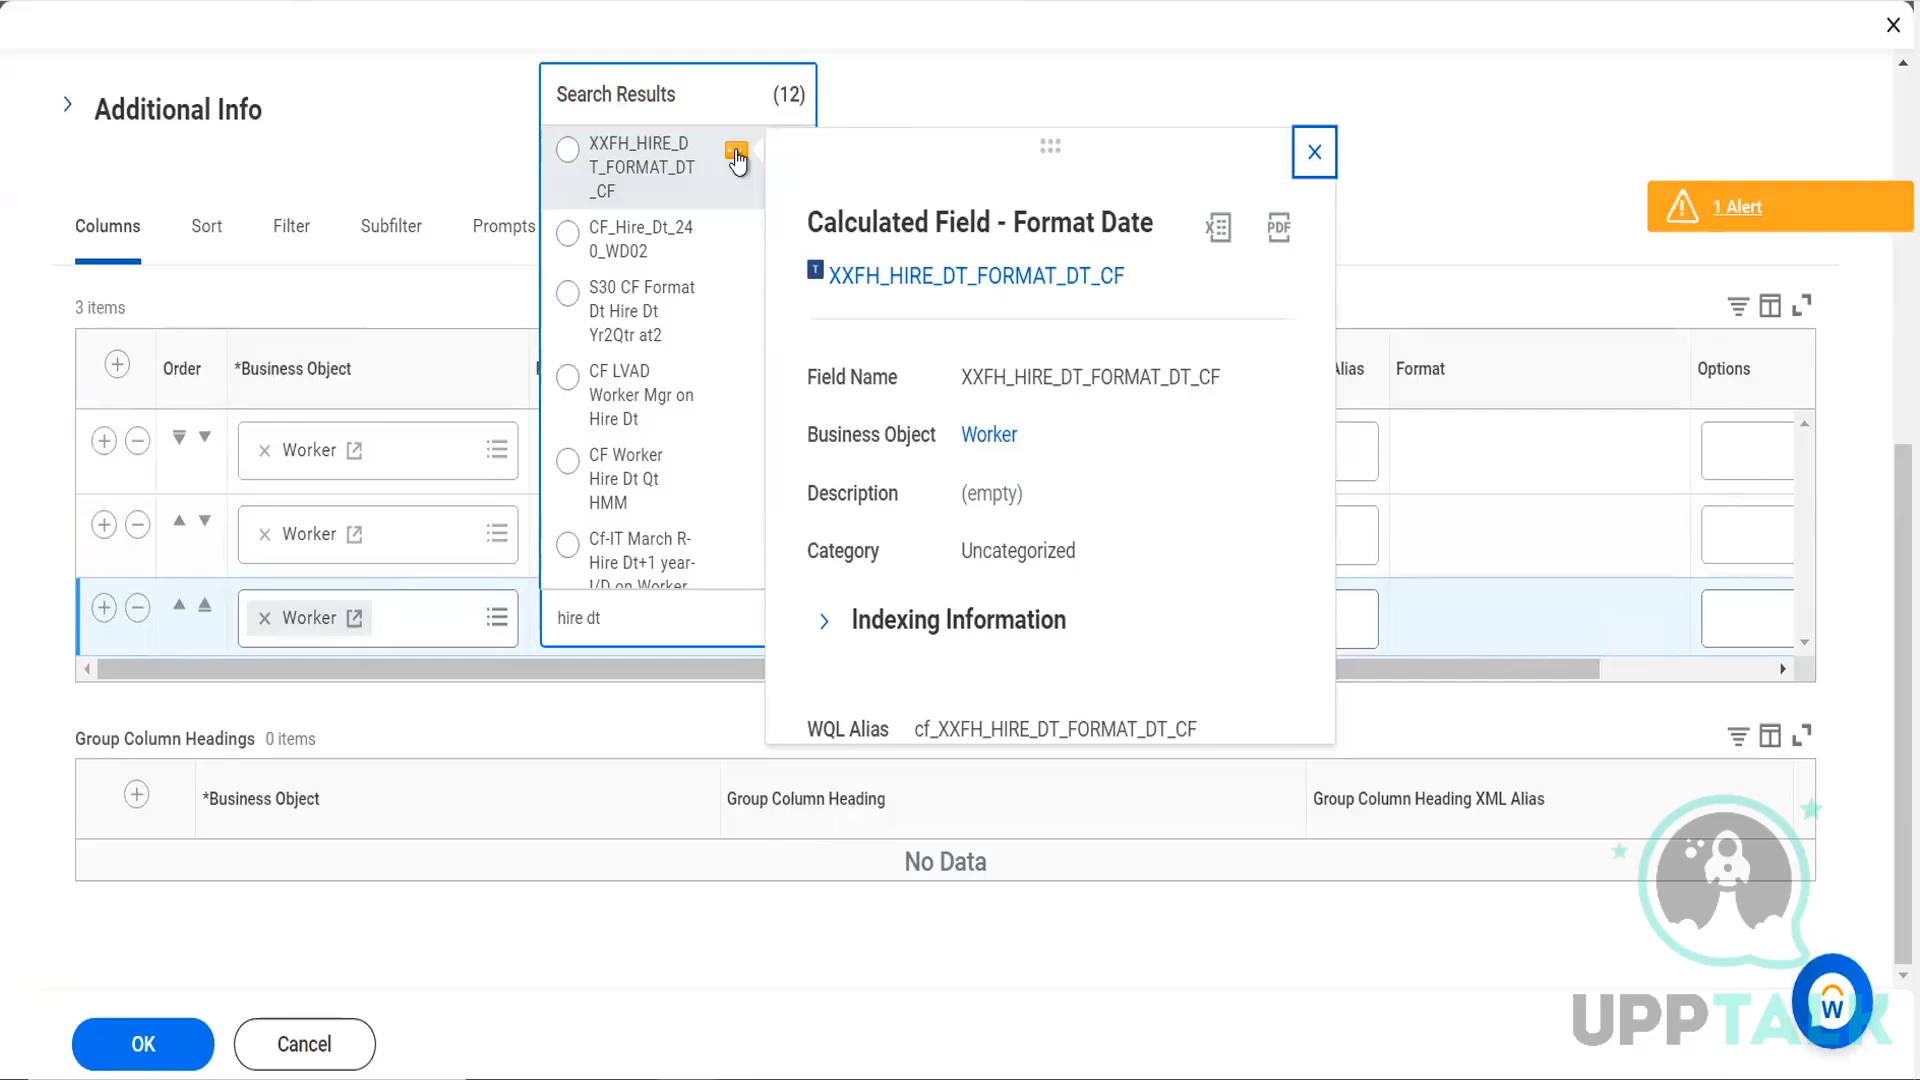 Additional Info
Search Results (12)
XXFH_HIRE_D
T_FORMAT_DT
_CF
CF_Hire_Dt_24
0_WD02
S30 CF Format
Dt Hire Dt
Yr2Qtr at2
CF LVAD
Worker Mgr on
Hire Dt
CF Worker
Hire Dt Qt
HMM
Cf-IT March R-
Hire Dt+1 year-
I/D on Worker
hire dt
Calculated Field - Format Date
PDF
T XXFH_HIRE_DT_FORMAT_DT_CF
Field Name XXFH_HIRE_DT_FORMAT_DT_CF
Business Object Worker
Description (empty)
Category Uncategorized
Indexing Information
WQL Alias cf_XXFH_HIRE_DT_FORMAT_DT_CF
1 Alert
Columns Sort Filter Subfilter Prompts
3 items
Order *Business Object Alias Format Options
Worker
Worker
Worker
Group Column Headings 0 items
*Business Object Group Column Heading Group Column Heading XML Alias
No Data
OK Cancel
UPPTALK
W